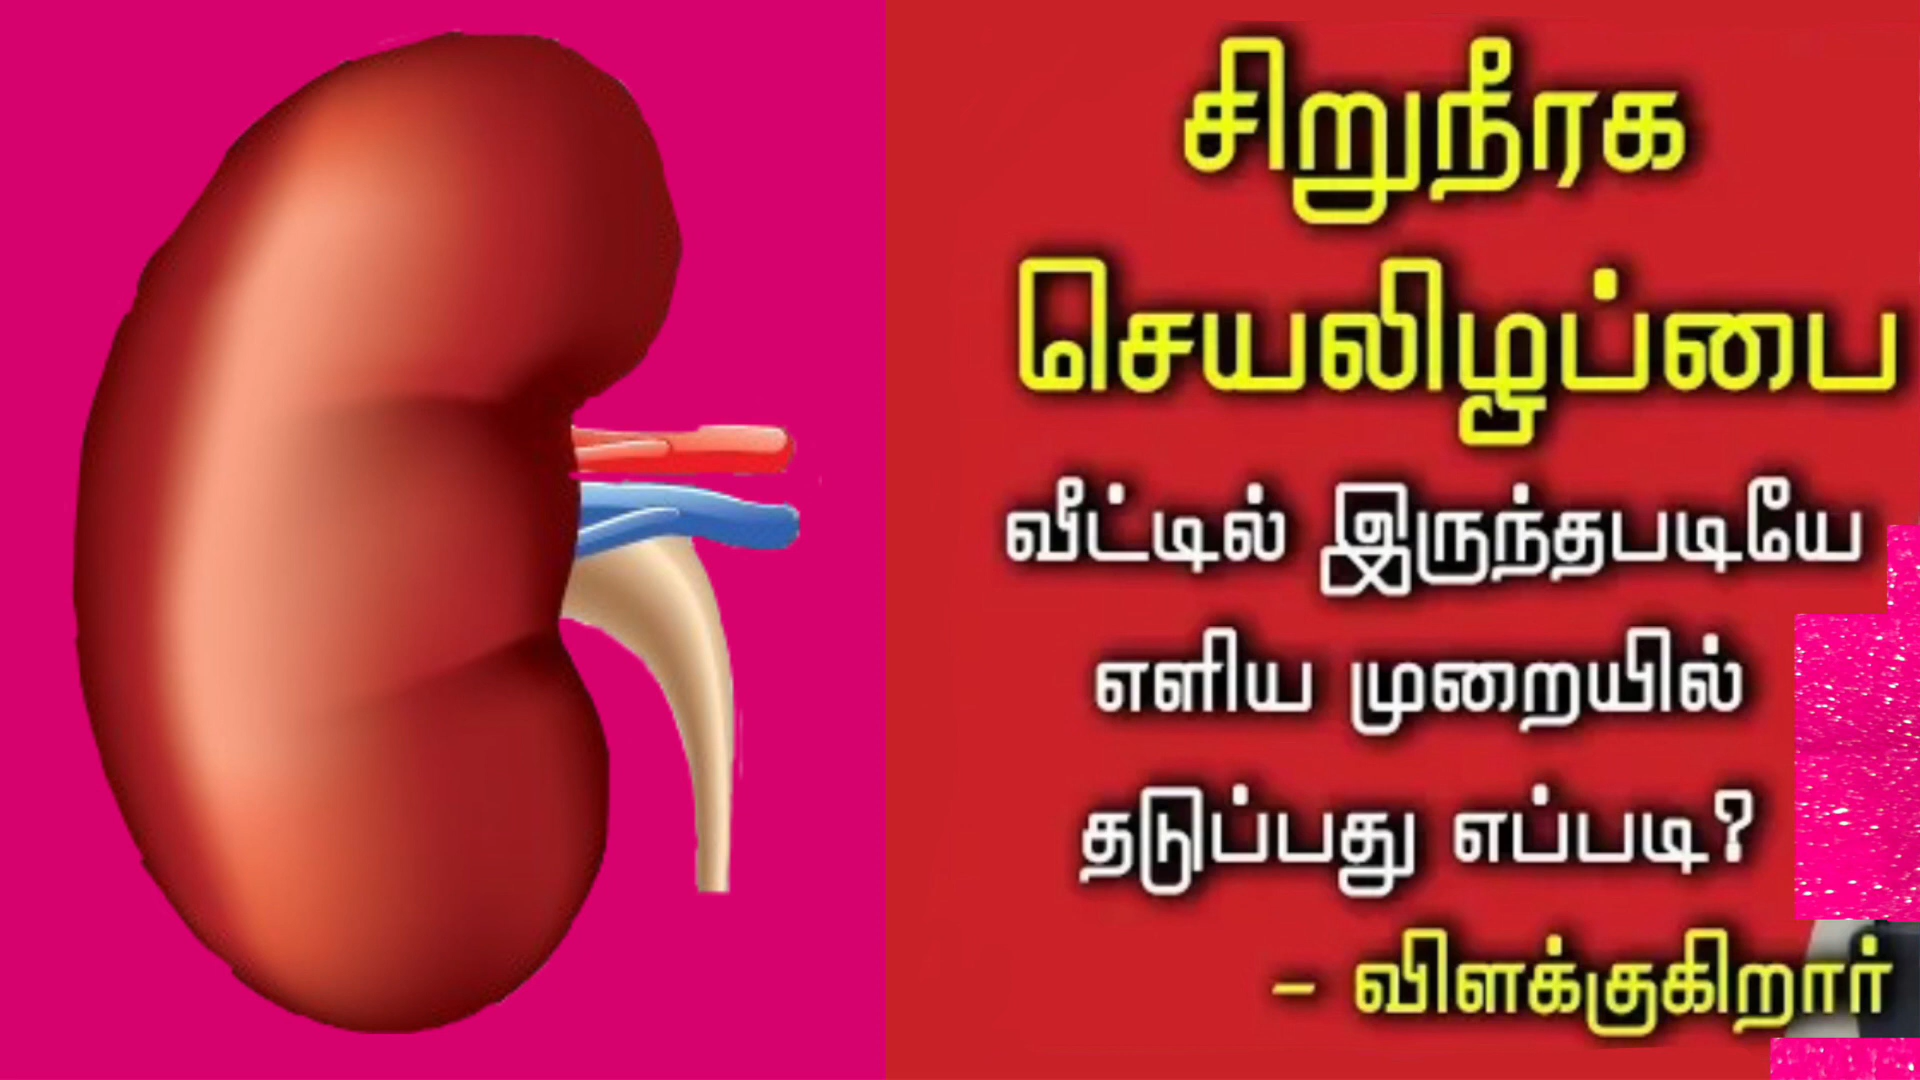 சிறுநீரக
செயலிழப்பை
வீட்டில் இருந்தபடியே
எளிய முறையில்
தடுப்பது எப்படி?
- விளக்குகிறார்